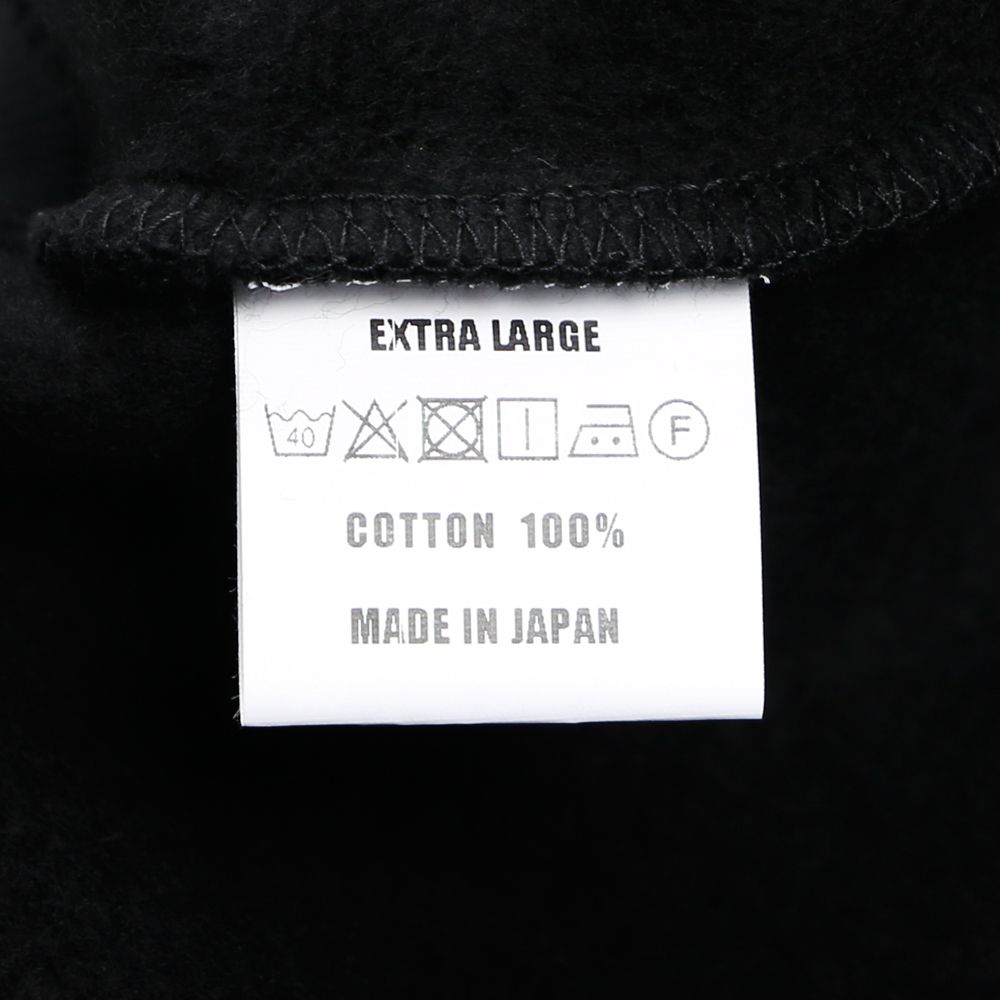 EXTRA LARGE
40 F
COTTON 100%
MADE IN JAPAN